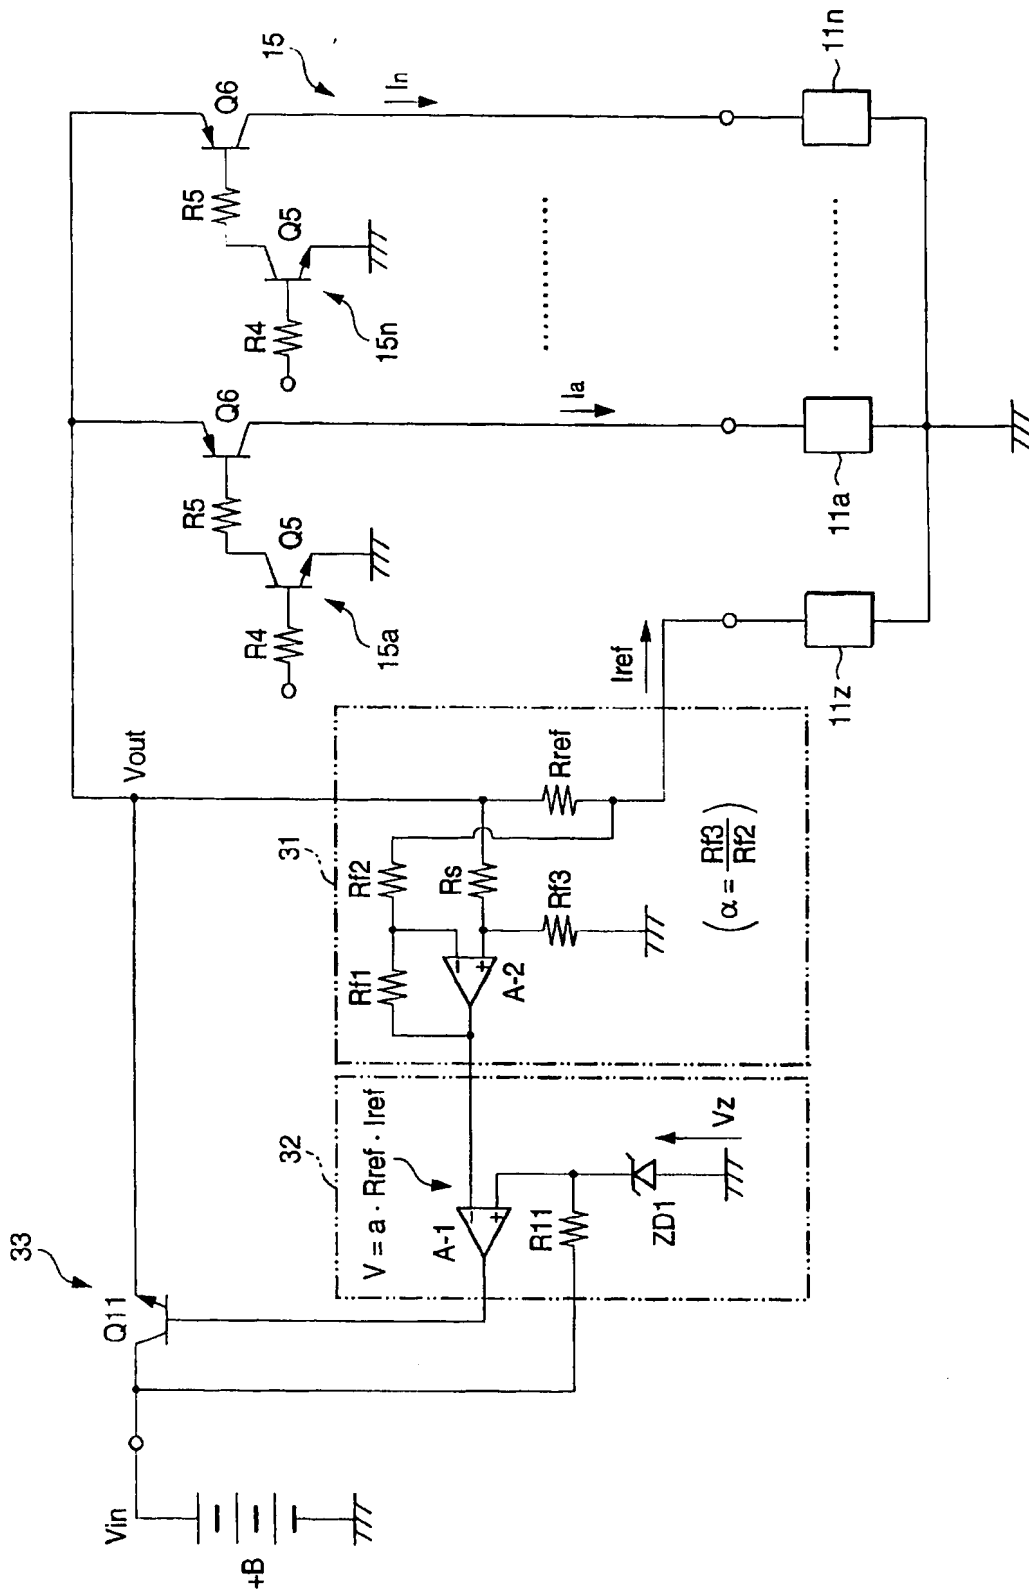 15
Q6
In
11n
R5
Q5
R4
15n
Q6
Ia
11a
R5
Q5
R4
15a
Iref
11z
Vout
31
Rref
Rf2
Rs
Rf3
Rf1
A-2
(α = Rf3
Rf2)
32
V = a · Rref · Iref
A-1
R11
Vz
ZD1
33
Q11
Vin
+B